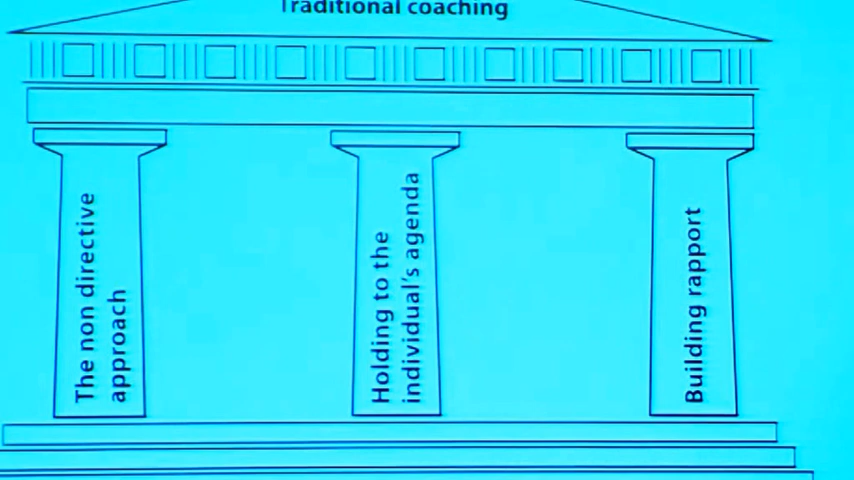 Traditional coaching
The non directive
approach
Holding to the
individual's agenda
Building rapport